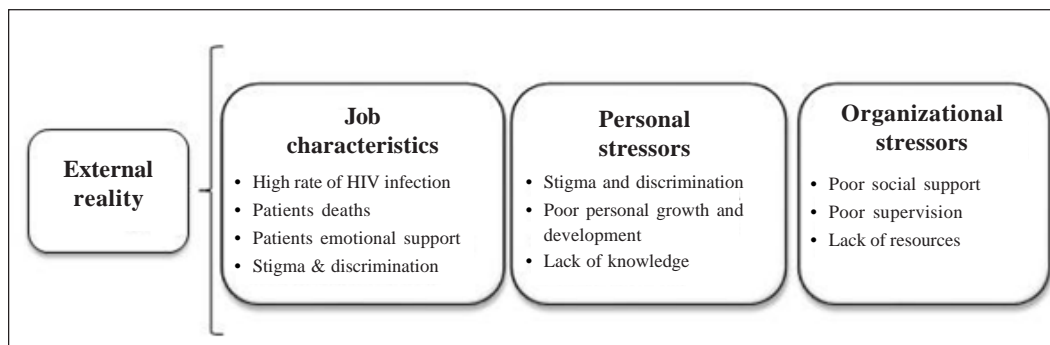 External
reality
Job
characteristics
• High rate of HIV infection
• Patients deaths
• Patients emotional support
• Stigma & discrimination
Personal
stressors
• Stigma and discrimination
• Poor personal growth and
development
• Lack of knowledge
Organizational
stressors
• Poor social support
• Poor supervision
• Lack of resources